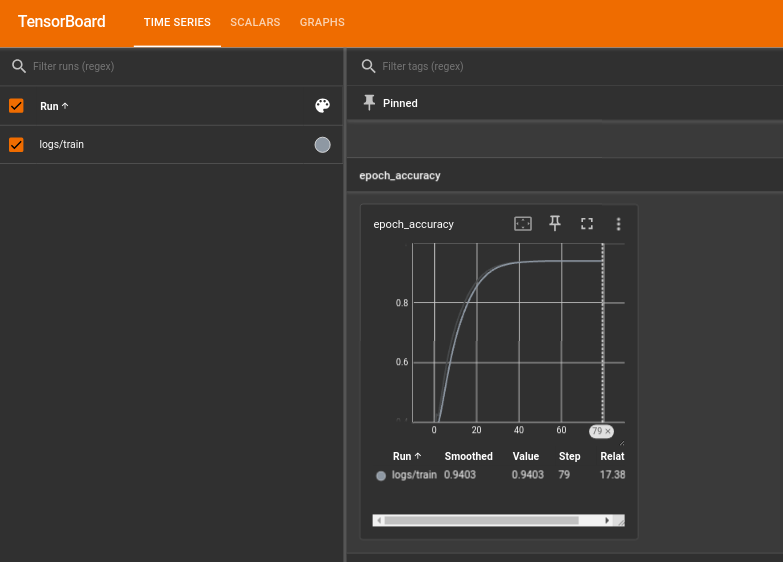 TensorBoard TIME SERIES SCALARS GRAPHS
Filter runs (regex)
Filter tags (regex)
Run ↑
Pinned
logs/train
epoch_accuracy
epoch_accuracy
0.8
0.6
0 20 40 60 79 ×
Run ↑ Smoothed Value Step Relat
logs/train 0.9403 0.9403 79 17.38